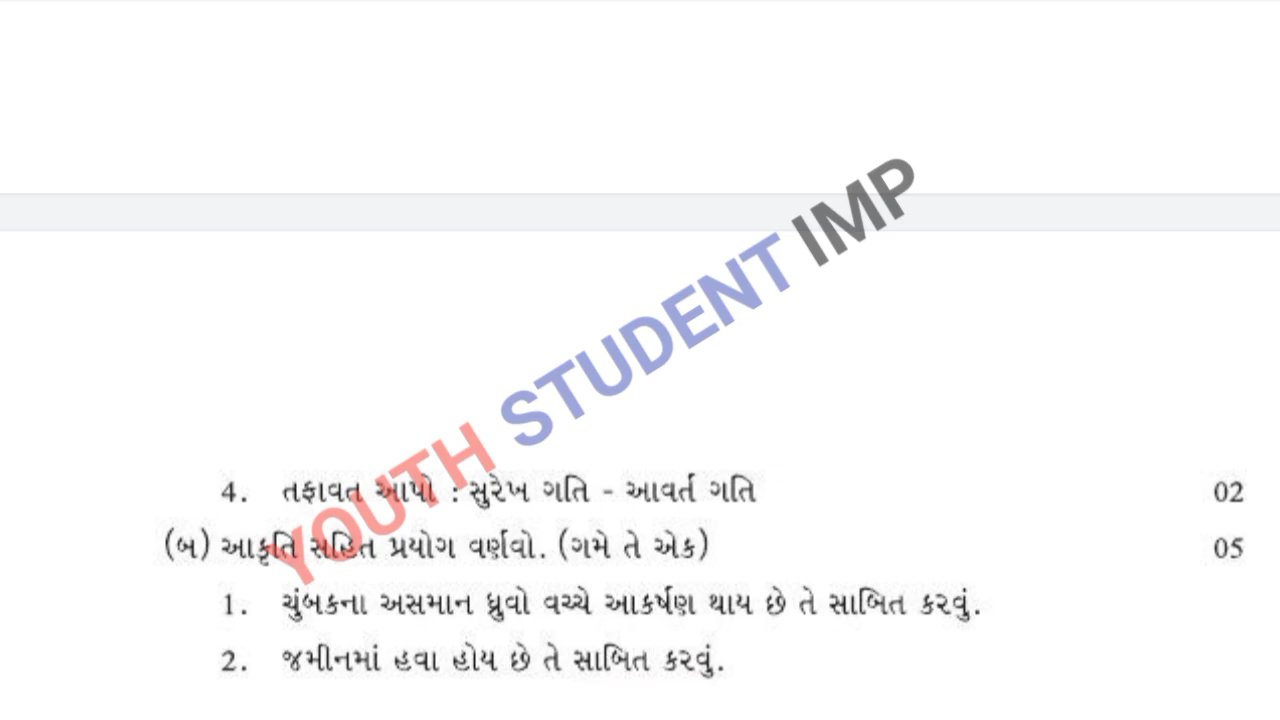 YOUTH STUDENT IMP
4. તફાવત આપો : સુરેખ ગતિ - આવર્ત ગતિ 02
(બ) આકૃતિ સહિત પ્રયોગ વર્ણવો. (ગમે તે એક) 05
1. ચુંબકના અસમાન ધ્રુવો વચ્ચે આકર્ષણ થાય છે તે સાબિત કરવું.
2. જમીનમાં હવા હોય છે તે સાબિત કરવું.